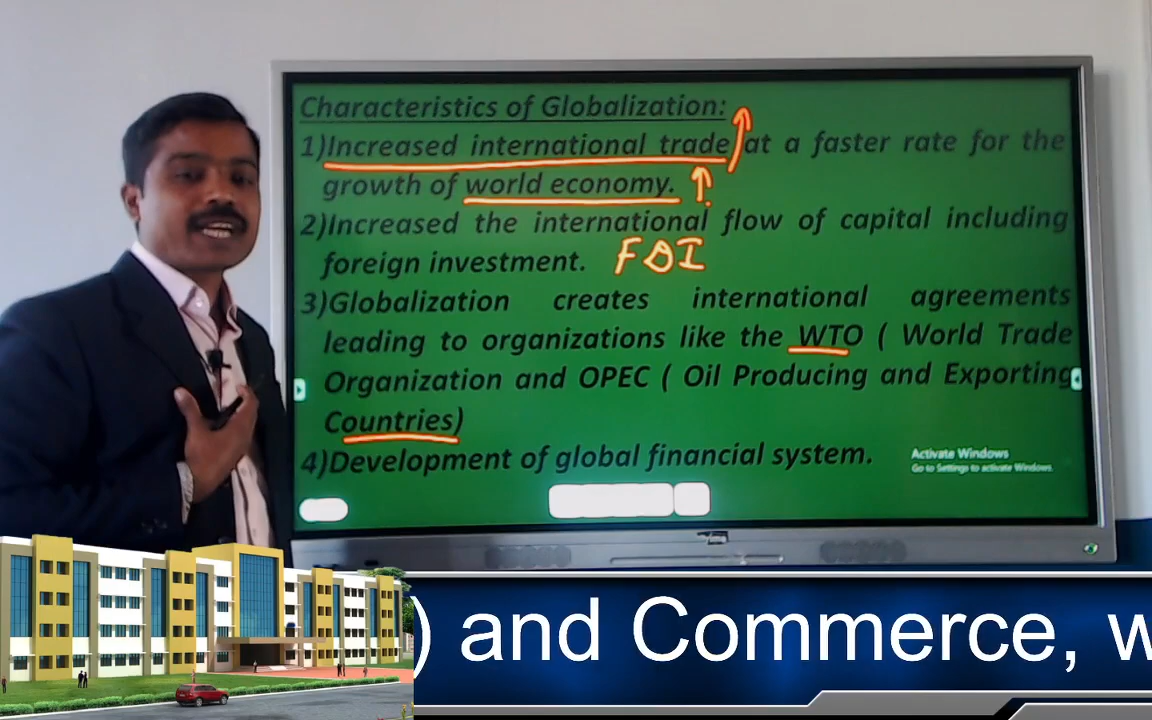 Characteristics of Globalization:
1)Increased international trade at a faster rate for the
growth of world economy.
2)Increased the international flow of capital including
foreign investment. FDI
3)Globalization creates international agreements
leading to organizations like the WTO ( World Trade
Organization and OPEC ( Oil Producing and Exporting
Countries)
4)Development of global financial system.
Activate Windows
Go to Settings to activate Windows.
) and Commerce, w